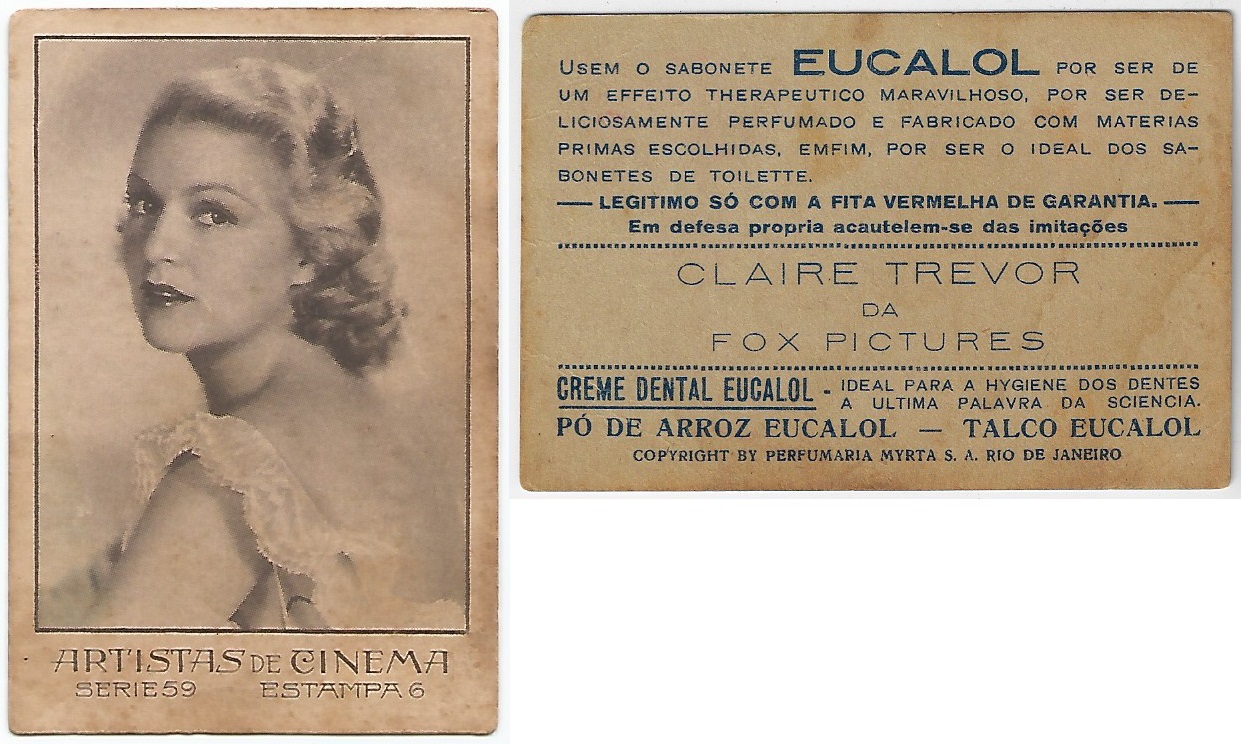 ARTISTAS DE CINEMA
SERIE 59 ESTAMPA 6
USEM O SABONETE EUCALOL POR SER DE
UM EFFEITO THERAPEUTICO MARAVILHOSO, POR SER DE-
LICIOSAMENTE PERFUMADO E FABRICADO COM MATERIAS
PRIMAS ESCOLHIDAS, EMFIM, POR SER O IDEAL DOS SA-
BONETES DE TOILETTE.
— LEGITIMO SÓ COM A FITA VERMELHA DE GARANTIA. —
Em defesa propria acautelem-se das imitações
CLAIRE TREVOR
DA
FOX PICTURES
CREME DENTAL EUCALOL - IDEAL PARA A HYGIENE DOS DENTES
A ULTIMA PALAVRA DA SCIENCIA.
PÓ DE ARROZ EUCALOL — TALCO EUCALOL
COPYRIGHT BY PERFUMARIA MYRTA S. A. RIO DE JANEIRO